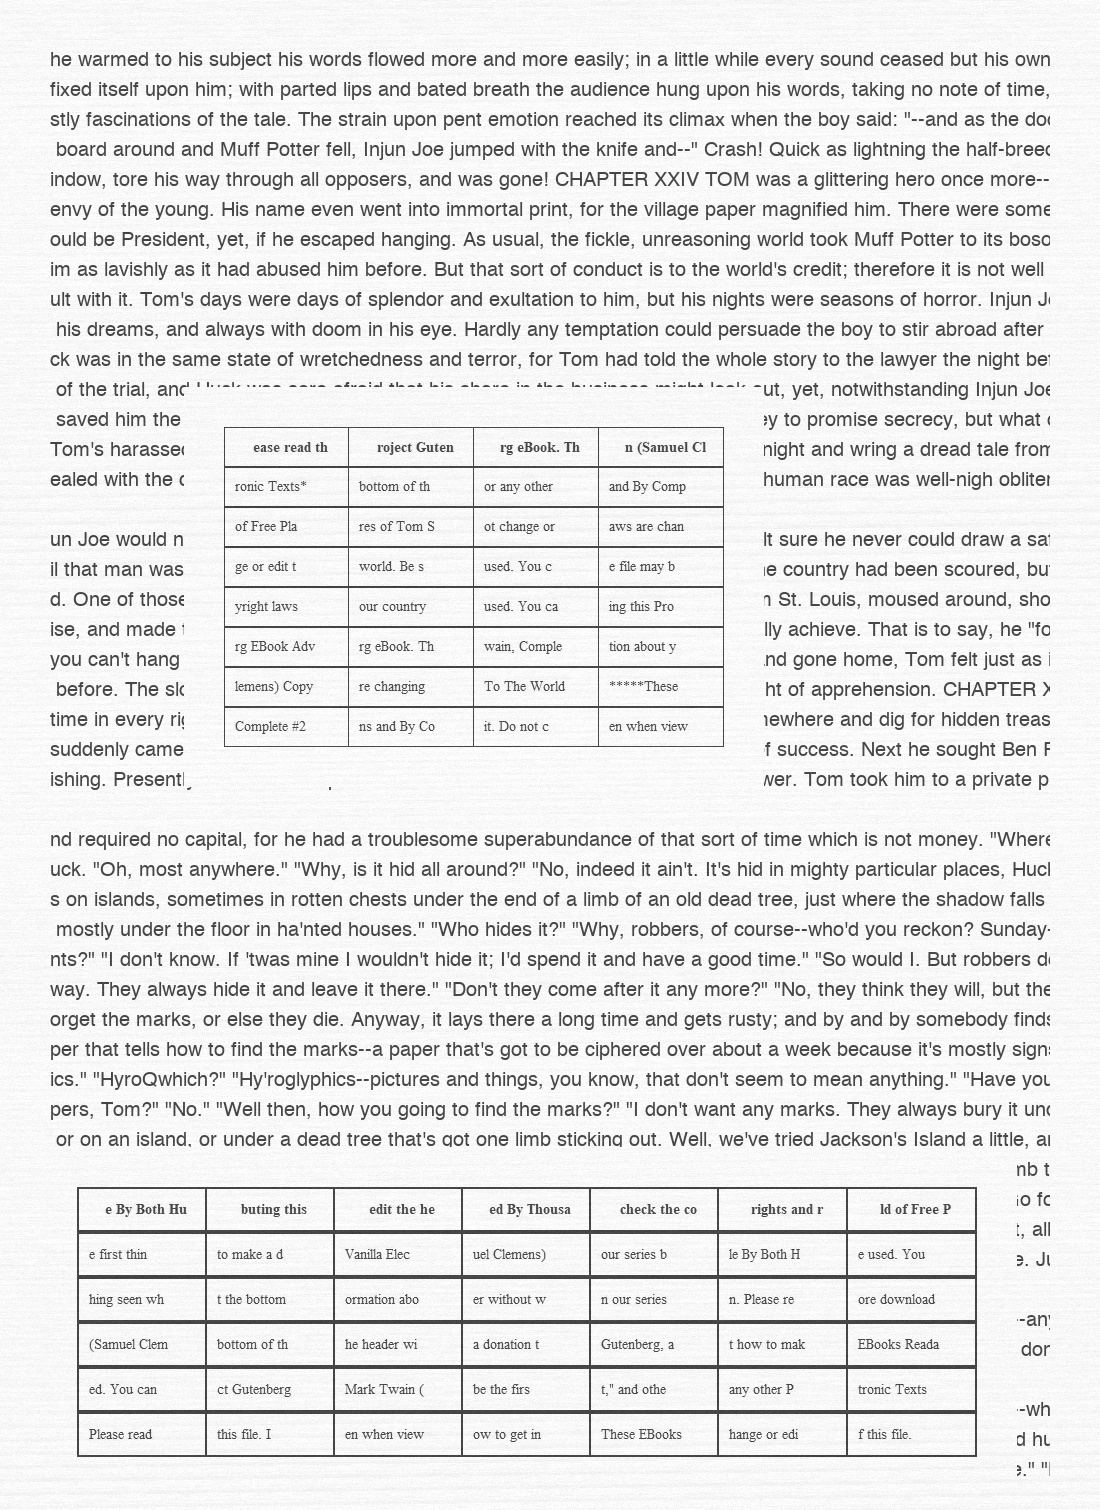 he warmed to his subject his words flowed more and more easily; in a little while every sound ceased but his own
fixed itself upon him; with parted lips and bated breath the audience hung upon his words, taking no note of time,
stly fascinations of the tale. The strain upon pent emotion reached its climax when the boy said: "--and as the doc
board around and Muff Potter fell, Injun Joe jumped with the knife and--" Crash! Quick as lightning the half-breed
indow, tore his way through all opposers, and was gone! CHAPTER XXIV TOM was a glittering hero once more--
envy of the young. His name even went into immortal print, for the village paper magnified him. There were some
ould be President, yet, if he escaped hanging. As usual, the fickle, unreasoning world took Muff Potter to its boso
im as lavishly as it had abused him before. But that sort of conduct is to the world's credit; therefore it is not well
ult with it. Tom's days were days of splendor and exultation to him, but his nights were seasons of horror. Injun Jo
his dreams, and always with doom in his eye. Hardly any temptation could persuade the boy to stir abroad after
ck was in the same state of wretchedness and terror, for Tom had told the whole story to the lawyer the night bef
of the trial, and Huck was sore afraid that his share in the business might leak out, yet, notwithstanding Injun Joe
saved him the ey to promise secrecy, but what
Tom's harassed night and wring a dread tale from
ealed with the human race was well-nigh obliter
un Joe would n lt sure he never could draw a saf
il that man was e country had been scoured, but
d. One of those n St. Louis, moused around, sho
ise, and made lly achieve. That is to say, he "fo
you can't hang nd gone home, Tom felt just as
before. The slo ht of apprehension. CHAPTER X
time in every rig mewhere and dig for hidden treas
suddenly came f success. Next he sought Ben R
ishing. Presently wer. Tom took him to a private p
ease read th roject Guten rg eBook. Th n (Samuel Cl
ronic Texts* bottom of th or any other and By Comp
of Free Pla res of Tom S ot change or aws are chan
ge or edit t world. Be s used. You c e file may b
yright laws our country used. You ca ing this Pro
rg EBook Adv rg eBook. Th wain, Comple tion about y
lemens) Copy re changing To The World *****These
Complete #2 ns and By Co it. Do not c en when view
nd required no capital, for he had a troublesome superabundance of that sort of time which is not money. "Where
uck. "Oh, most anywhere." "Why, is it hid all around?" "No, indeed it ain't. It's hid in mighty particular places, Huck
s on islands, sometimes in rotten chests under the end of a limb of an old dead tree, just where the shadow falls
mostly under the floor in ha'nted houses." "Who hides it?" "Why, robbers, of course--who'd you reckon? Sunday-
nts?" "I don't know. If 'twas mine I wouldn't hide it; I'd spend it and have a good time." "So would I. But robbers do
way. They always hide it and leave it there." "Don't they come after it any more?" "No, they think they will, but the
orget the marks, or else they die. Anyway, it lays there a long time and gets rusty; and by and by somebody finds
per that tells how to find the marks--a paper that's got to be ciphered over about a week because it's mostly signs
ics." "HyroQwhich?" "Hy'roglyphics--pictures and things, you know, that don't seem to mean anything." "Have you
pers, Tom?" "No." "Well then, how you going to find the marks?" "I don't want any marks. They always bury it und
or on an island, or under a dead tree that's got one limb sticking out. Well, we've tried Jackson's Island a little, an
mb t
Go fo
t, all
e. Ju
--any
don
--wh
d hu
e."
e By Both Hu buting this edit the he ed By Thousa check the co rights and r ld of Free P
e first thin to make a d Vanilla Elec uel Clemens) our series b le By Both H e used. You
hing seen wh t the bottom ormation abo er without w n our series n. Please re ore download
(Samuel Clem bottom of th he header wi a donation t Gutenberg, a t how to mak EBooks Reada
ed. You can ct Gutenberg Mark Twain ( be the firs t," and othe any other P tronic Texts
Please read this file. I en when view ow to get in These EBooks hange or edi f this file.